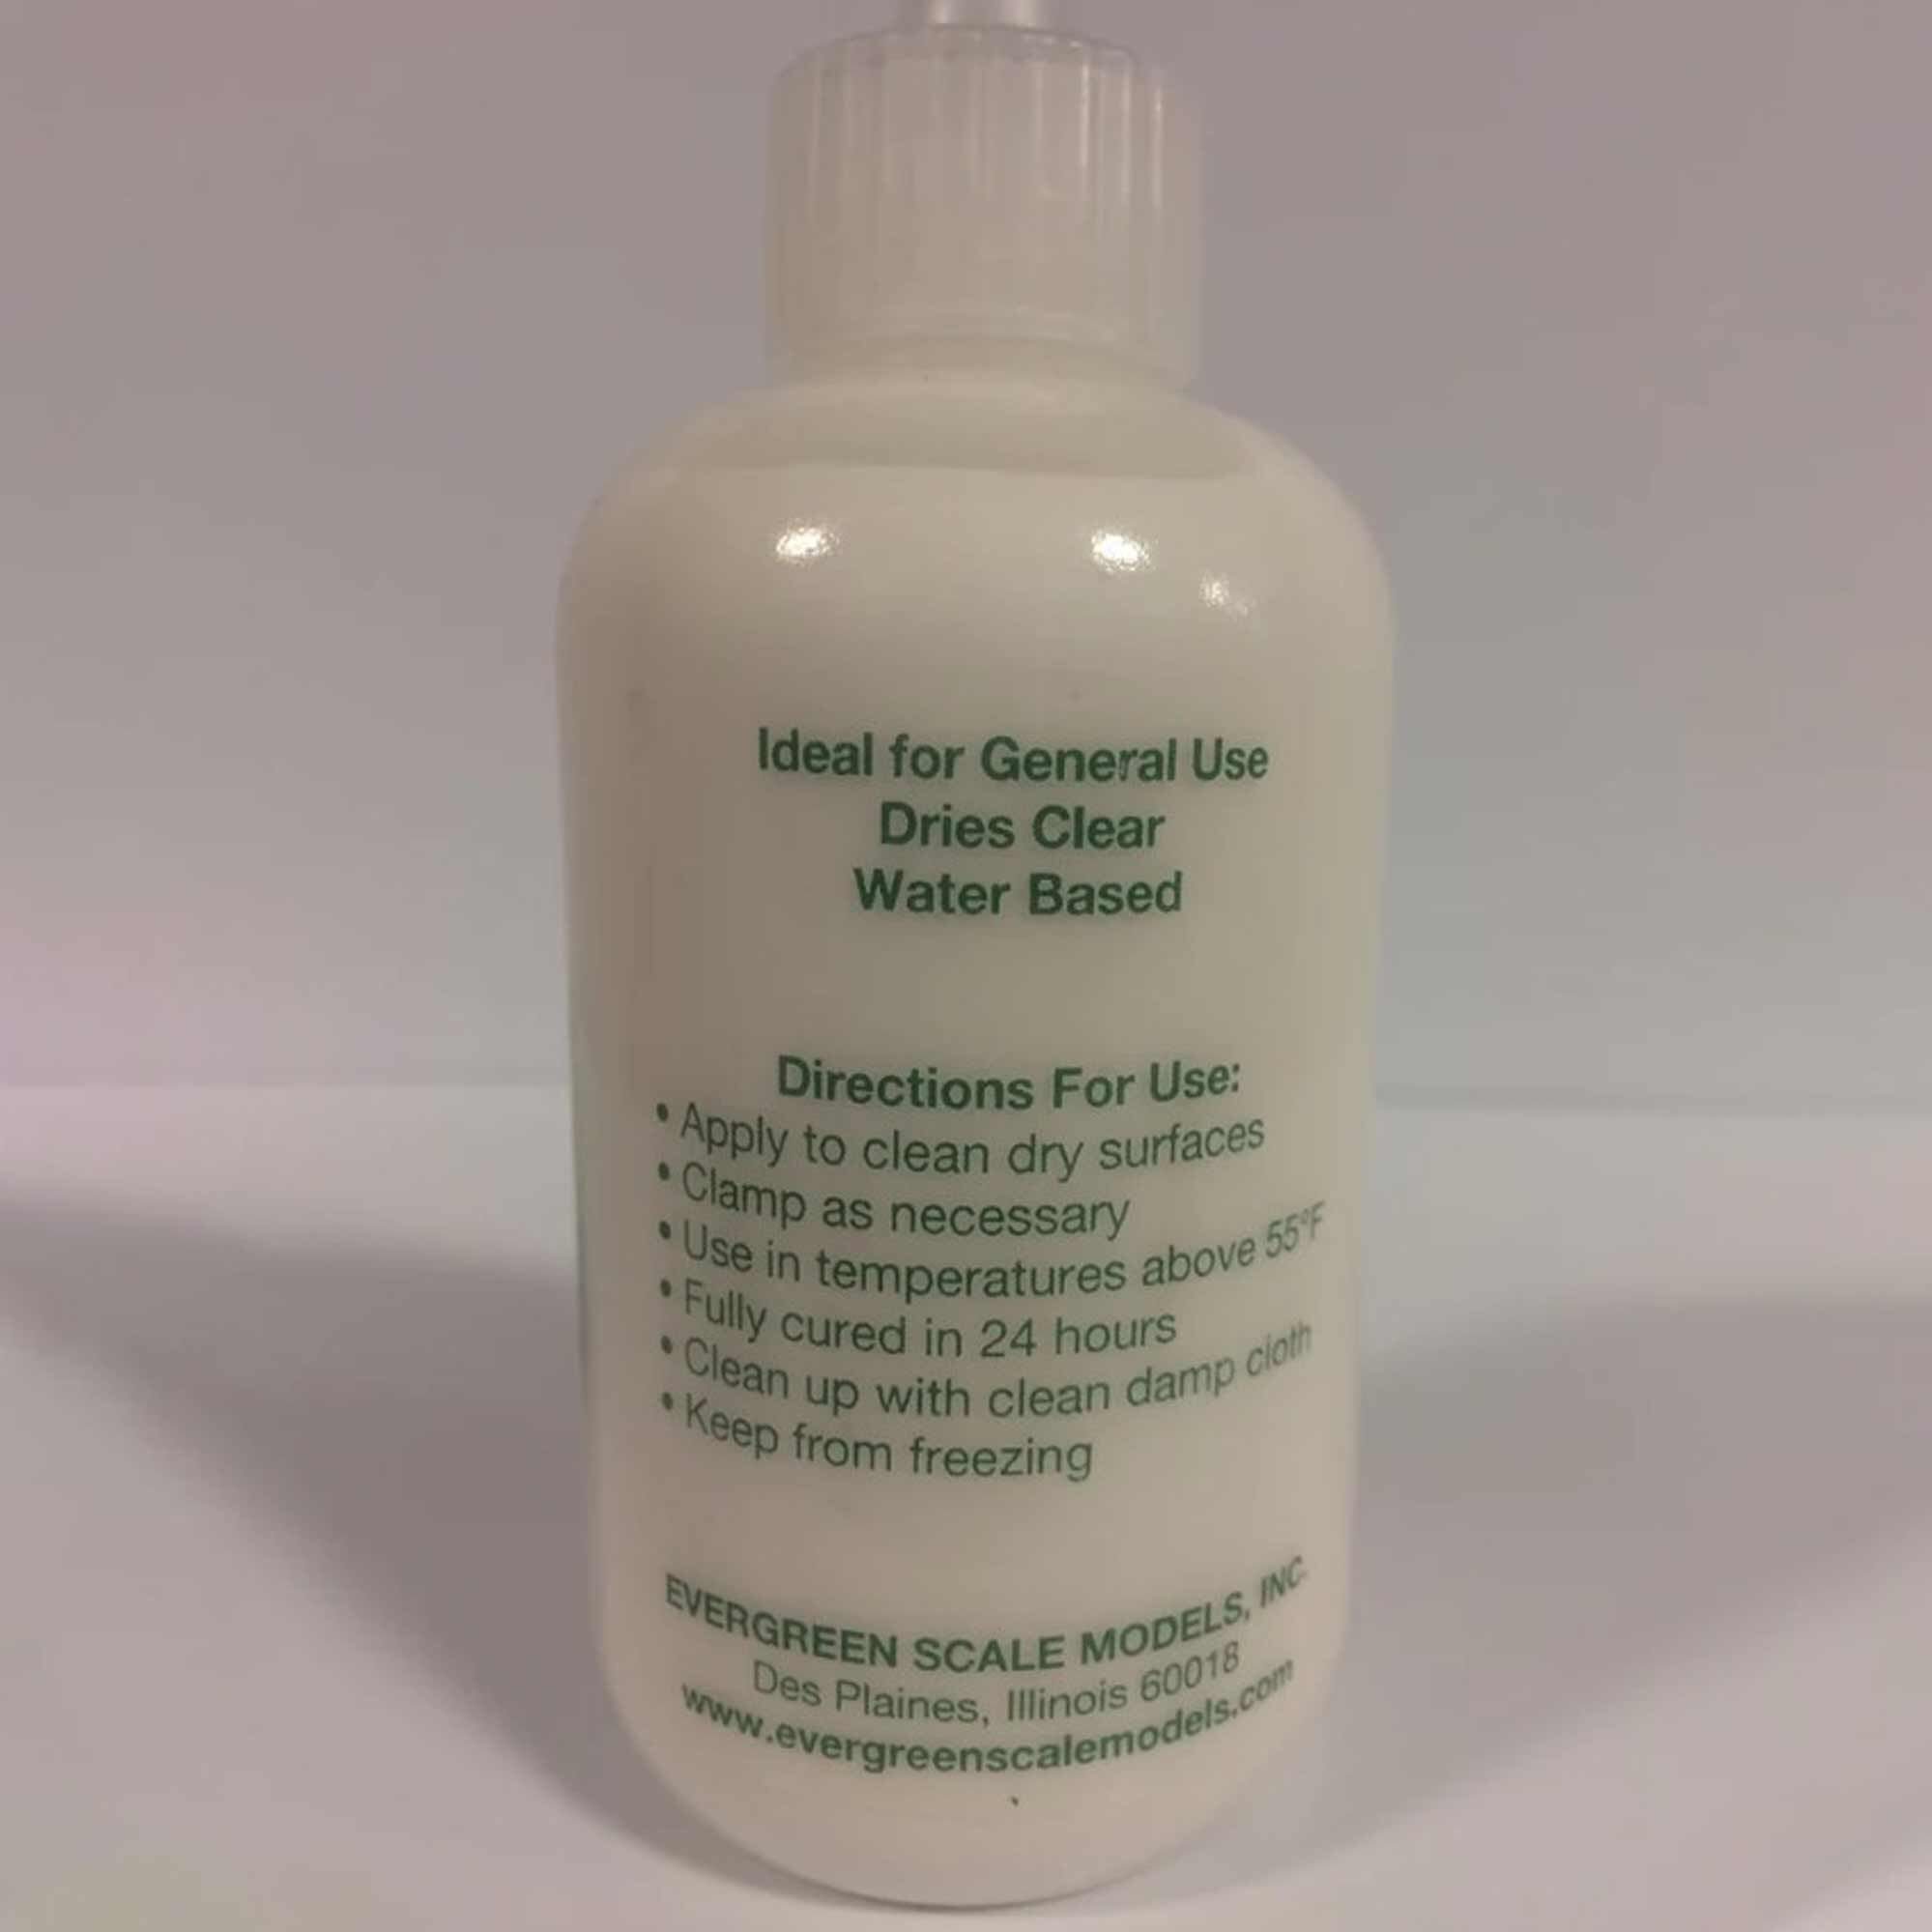 Ideal for General Use
Dries Clear
Water Based
Directions For Use:
• Apply to clean dry surfaces
• Clamp as necessary
• Use in temperatures above 55°F
• Fully cured in 24 hours
• Clean up with clean damp cloth
• Keep from freezing
EVERGREEN SCALE MODELS, INC.
Des Plaines, Illinois 60018
www.evergreenscalemodels.com